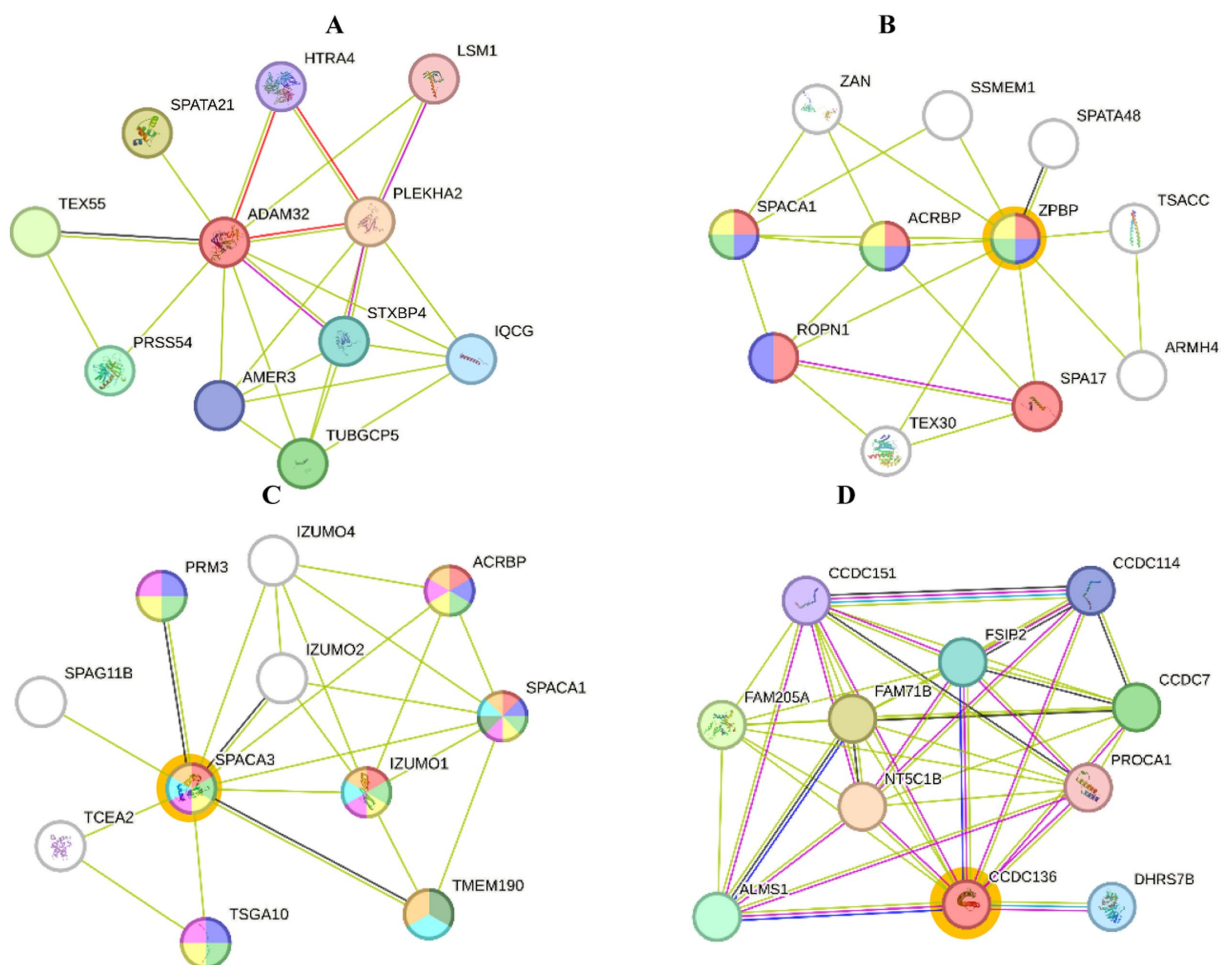 A
HTRA4
LSM1
SPATA21
PLEKHA2
TEX55
ADAM32
STXBP4
IQCG
PRSS54
AMER3
TUBGCP5
B
ZAN
SSMEM1
SPATA48
SPACA1
ACRBP
ZPBP
TSACC
ROPN1
ARMH4
SPA17
TEX30
C
IZUMO4
PRM3
ACRBP
IZUMO2
SPAG11B
SPACA1
SPACA3
IZUMO1
TCEA2
TMEM190
TSGA10
D
CCDC151
CCDC114
FSIP2
FAM205A
FAM71B
CCDC7
PROCA1
NT5C1B
ALMS1
CCDC136
DHRS7B